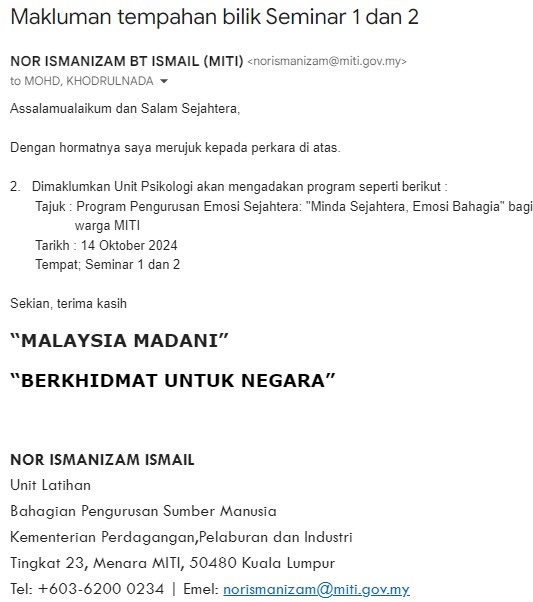 Makluman tempahan bilik Seminar 1 dan 2
NOR ISMANIZAM BT ISMAIL (MITI) <norismanizam@miti.gov.my>
to MOHD, KHODRULNADA
Assalamualaikum dan Salam Sejahtera,
Dengan hormatnya saya merujuk kepada perkara di atas.
2. Dimaklumkan Unit Psikologi akan mengadakan program seperti berikut :
Tajuk : Program Pengurusan Emosi Sejahtera: "Minda Sejahtera, Emosi Bahagia" bagi
warga MITI
Tarikh : 14 Oktober 2024
Tempat; Seminar 1 dan 2
Sekian, terima kasih
“MALAYSIA MADANI”
“BERKHIDMAT UNTUK NEGARA”
NOR ISMANIZAM ISMAIL
Unit Latihan
Bahagian Pengurusan Sumber Manusia
Kementerian Perdagangan,Pelaburan dan Industri
Tingkat 23, Menara MITI, 50480 Kuala Lumpur
Tel: +603-6200 0234 | Emel: norismanizam@miti.gov.my